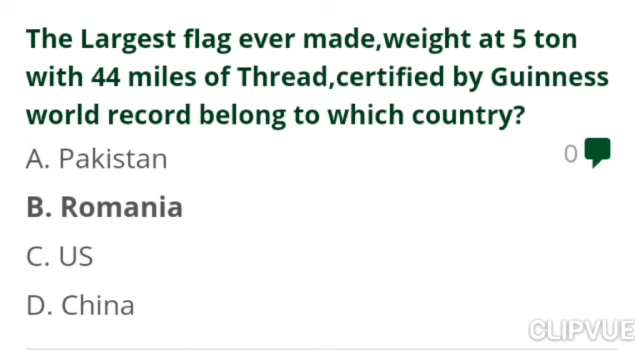 The Largest flag ever made,weight at 5 ton
with 44 miles of Thread,certified by Guinness
world record belong to which country?
A. Pakistan
0
B. Romania
C. US
D. China
CLIPVUE